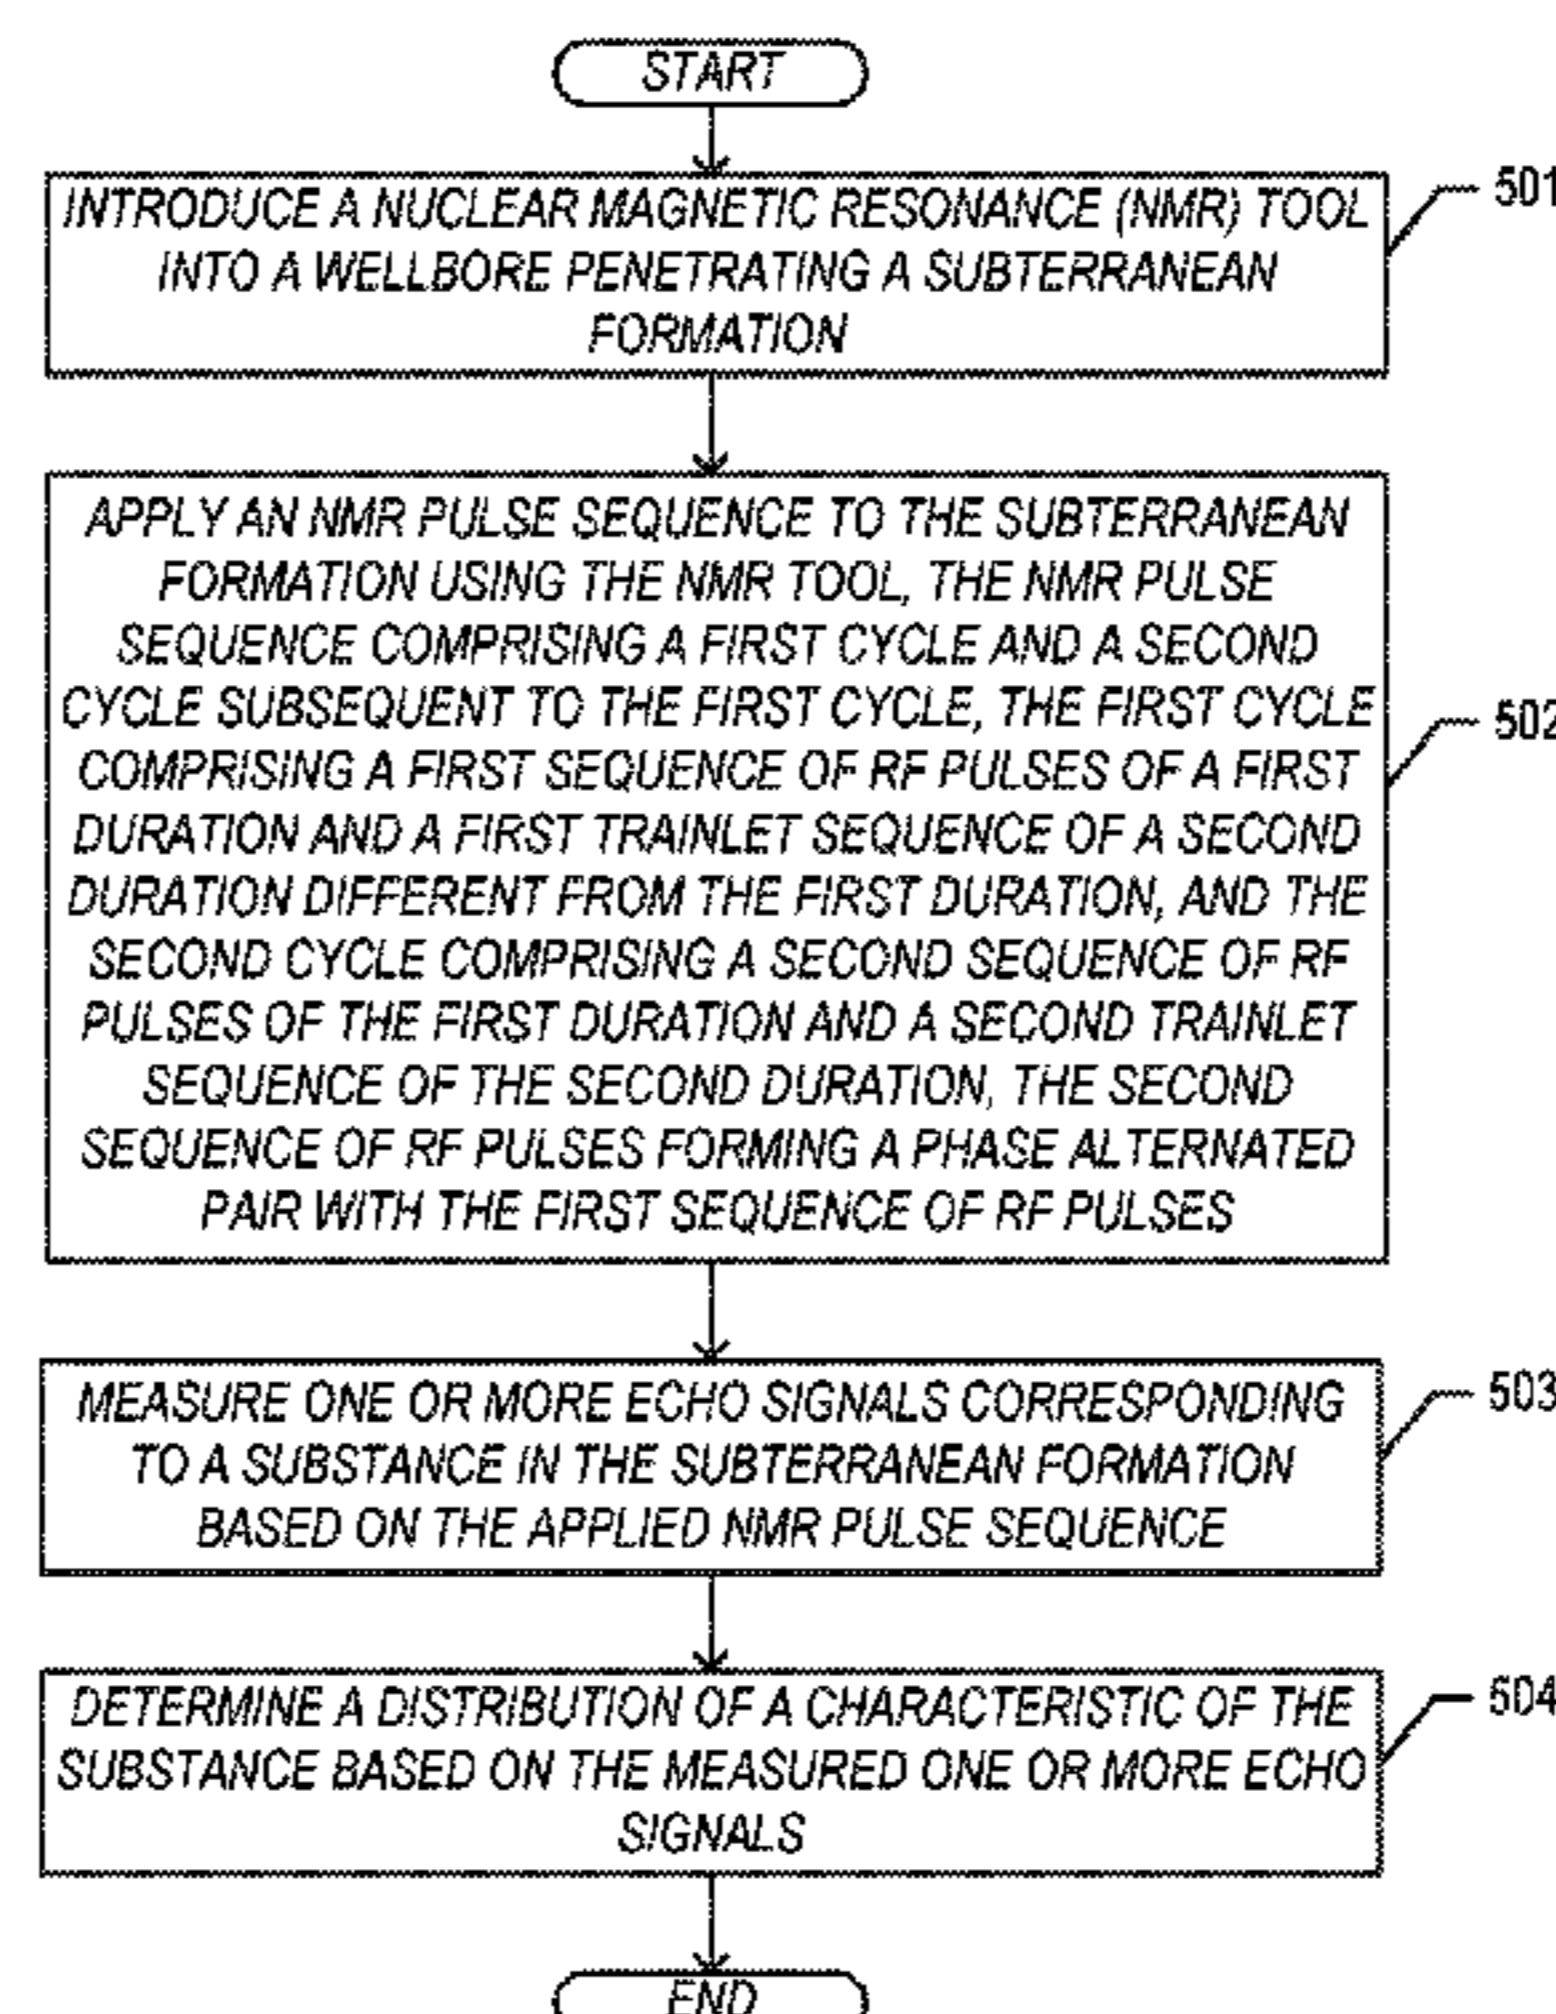 START
INTRODUCE A NUCLEAR MAGNETIC RESONANCE (NMR) TOOL
INTO A WELLBORE PENETRATING A SUBTERRANEAN
FORMATION
501
APPLY AN NMR PULSE SEQUENCE TO THE SUBTERRANEAN
FORMATION USING THE NMR TOOL, THE NMR PULSE
SEQUENCE COMPRISING A FIRST CYCLE AND A SECOND
CYCLE SUBSEQUENT TO THE FIRST CYCLE, THE FIRST CYCLE
COMPRISING A FIRST SEQUENCE OF RF PULSES OF A FIRST
DURATION AND A FIRST TRAINLET SEQUENCE OF A SECOND
DURATION DIFFERENT FROM THE FIRST DURATION, AND THE
SECOND CYCLE COMPRISING A SECOND SEQUENCE OF RF
PULSES OF THE FIRST DURATION AND A SECOND TRAINLET
SEQUENCE OF THE SECOND DURATION, THE SECOND
SEQUENCE OF RF PULSES FORMING A PHASE ALTERNATED
PAIR WITH THE FIRST SEQUENCE OF RF PULSES
502
MEASURE ONE OR MORE ECHO SIGNALS CORRESPONDING
TO A SUBSTANCE IN THE SUBTERRANEAN FORMATION
BASED ON THE APPLIED NMR PULSE SEQUENCE
503
DETERMINE A DISTRIBUTION OF A CHARACTERISTIC OF THE
SUBSTANCE BASED ON THE MEASURED ONE OR MORE ECHO
SIGNALS
504
END